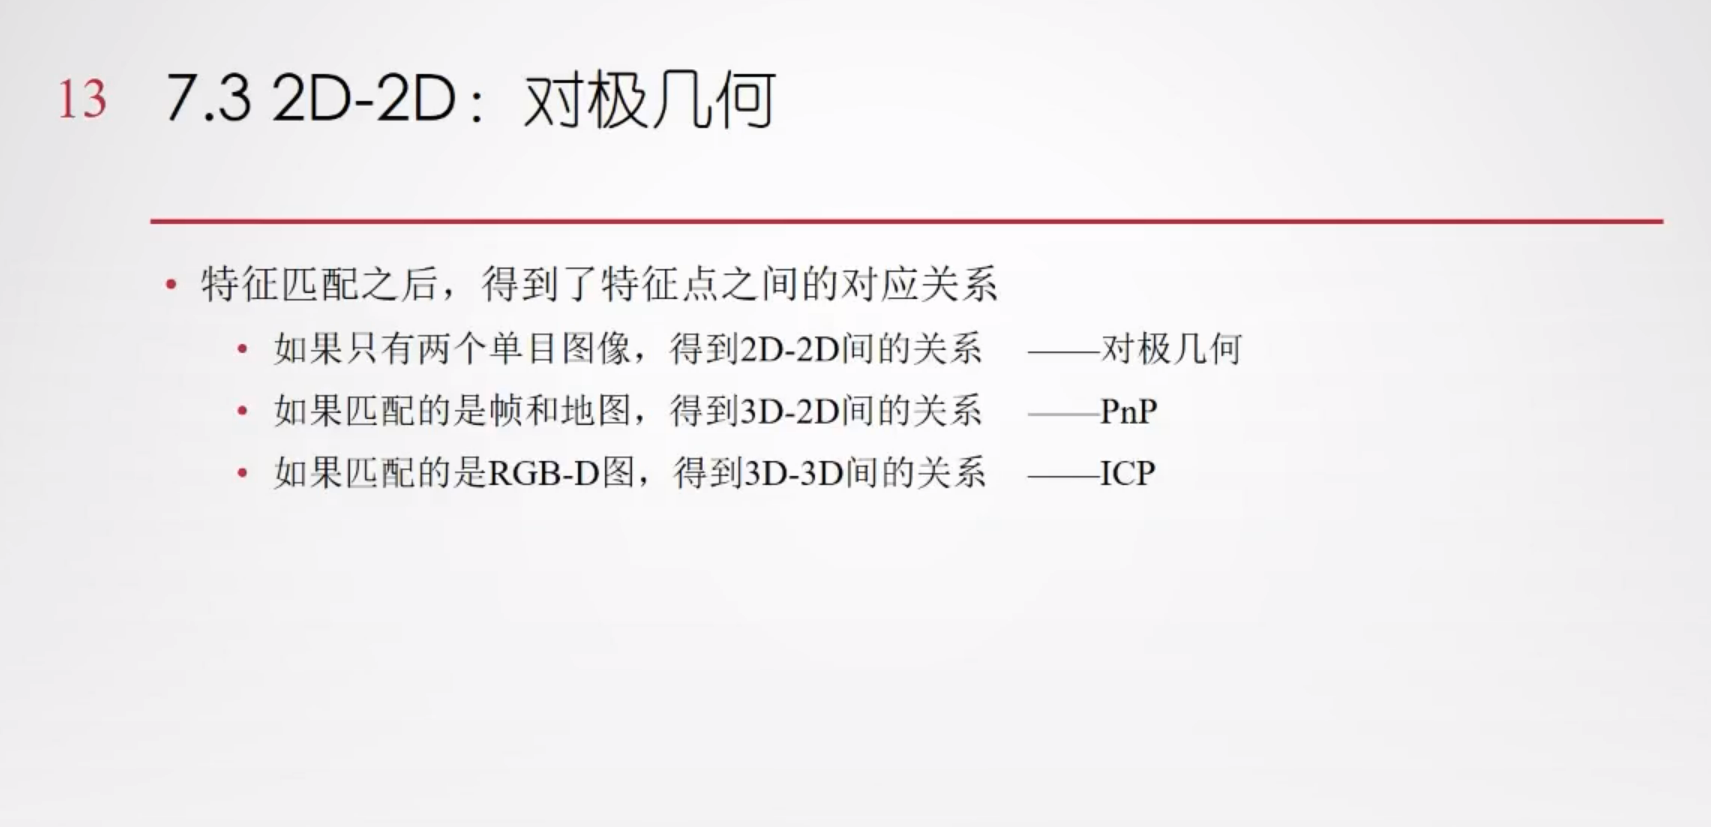 13 7.3 2D-2D：对极几何
• 特征匹配之后，得到了特征点之间的对应关系
• 如果只有两个单目图像，得到2D-2D间的关系 ——对极几何
• 如果匹配的是帧和地图，得到3D-2D间的关系 ——PnP
• 如果匹配的是RGB-D图，得到3D-3D间的关系 ——ICP